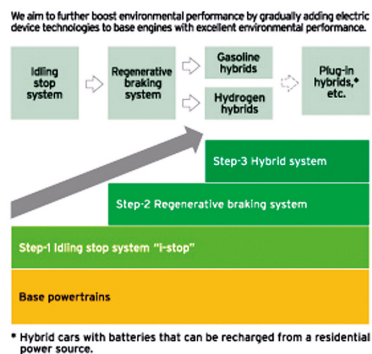 We aim to further boost environmental performance by gradually adding electric
device technologies to base engines with excellent environmental performance.
Idling
stop
system
Regenerative
braking
system
Gasoline
hybrids
Hydrogen
hybrids
Plug-in
hybrids,*
etc.
Step-3 Hybrid system
Step-2 Regenerative braking system
Step-1 Idling stop system "i-stop"
Base powertrains
* Hybrid cars with batteries that can be recharged from a residential
power source.